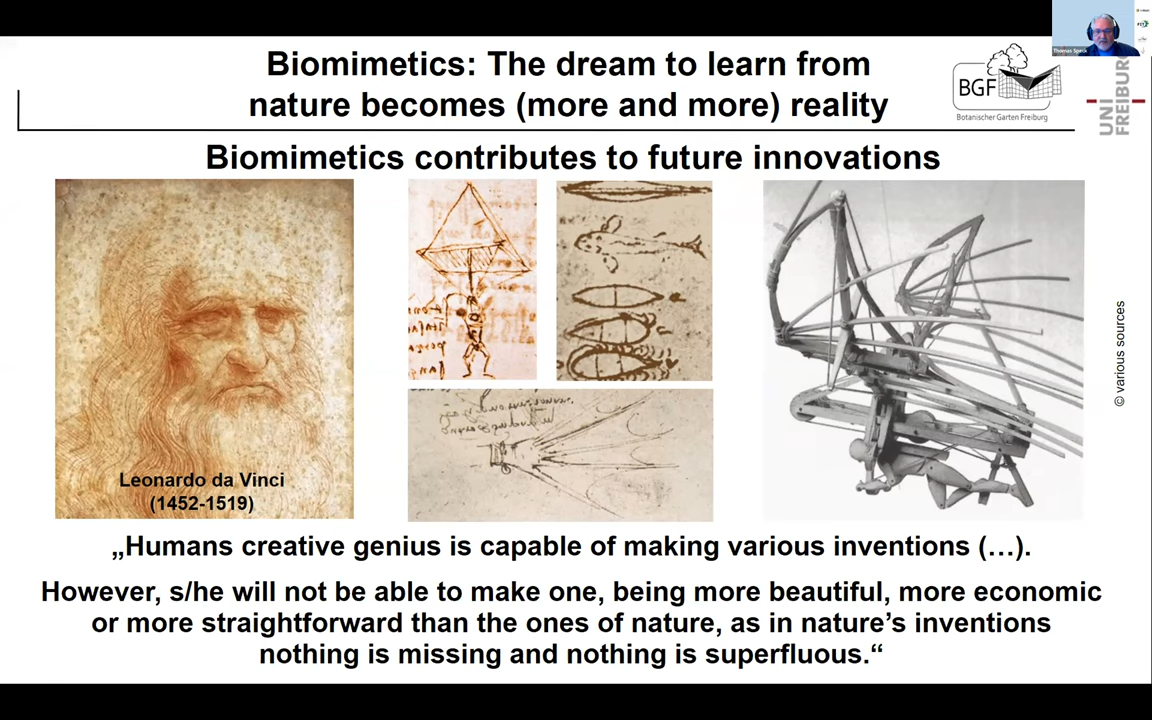 Biomimetics: The dream to learn from
nature becomes (more and more) reality
BGF
Botanischer Garten Freiburg
UNI
FREIBURG
Thomas Speck
Biomimetics contributes to future innovations
Leonardo da Vinci
(1452-1519)
© various sources
„Humans creative genius is capable of making various inventions (…).
However, s/he will not be able to make one, being more beautiful, more economic
or more straightforward than the ones of nature, as in nature’s inventions
nothing is missing and nothing is superfluous.“